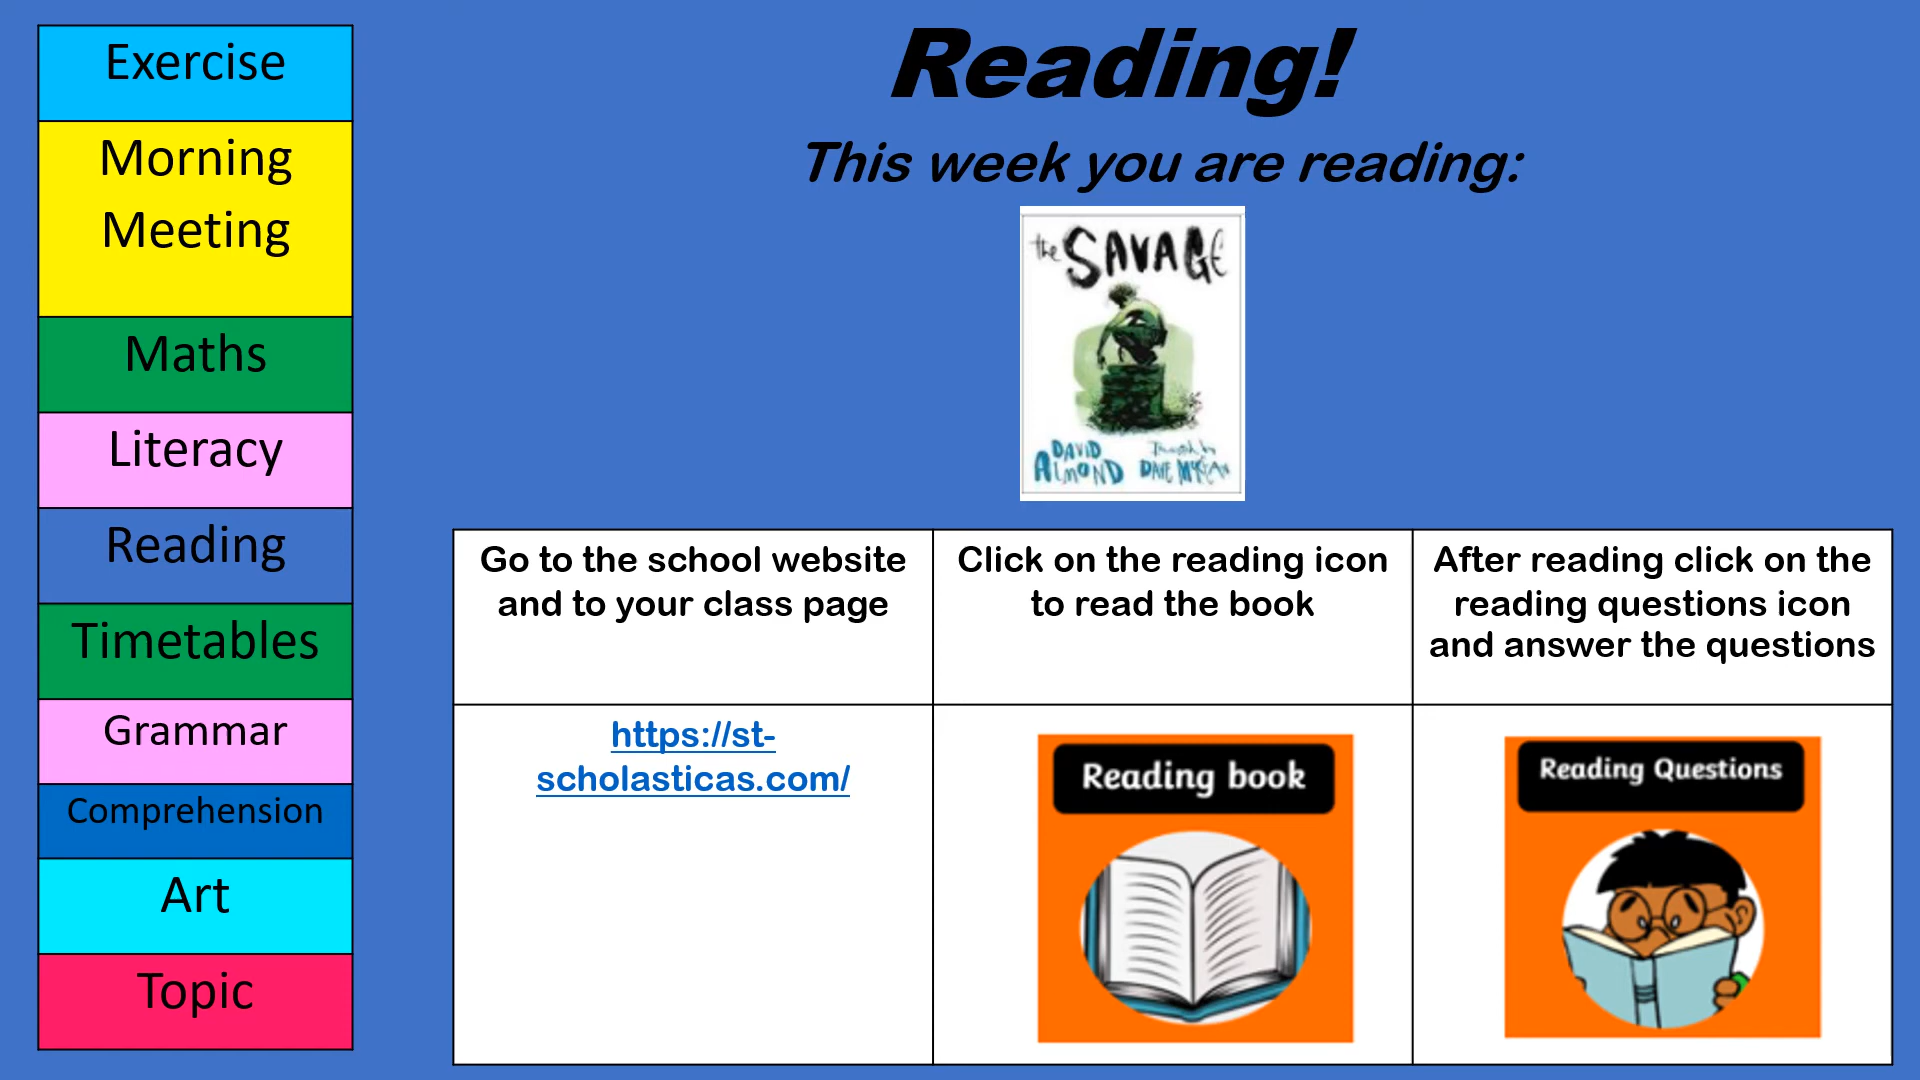 Exercise
Morning
Meeting
Maths
Literacy
Reading
Timetables
Grammar
Comprehension
Art
Topic
Reading!
This week you are reading:
the SAVAGE
DAVID
ALMOND
DAVE McKEAN
Go to the school website
and to your class page
Click on the reading icon
to read the book
After reading click on the
reading questions icon
and answer the questions
https://st-
scholasticas.com/
Reading book
Reading Questions